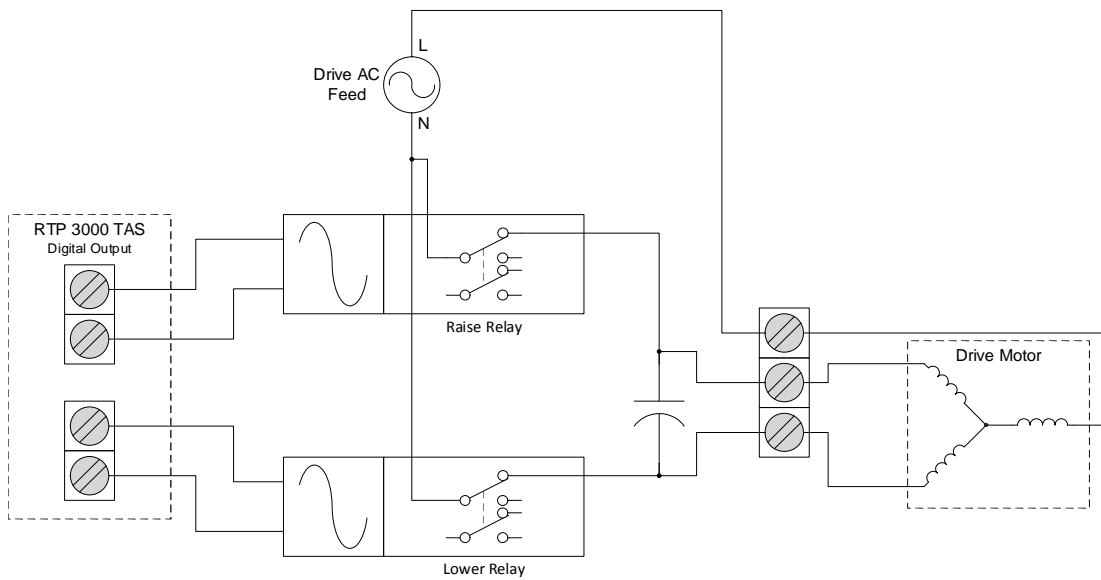 L
Drive AC
Feed
N
RTP 3000 TAS
Digital Output
Raise Relay
Drive Motor
Lower Relay